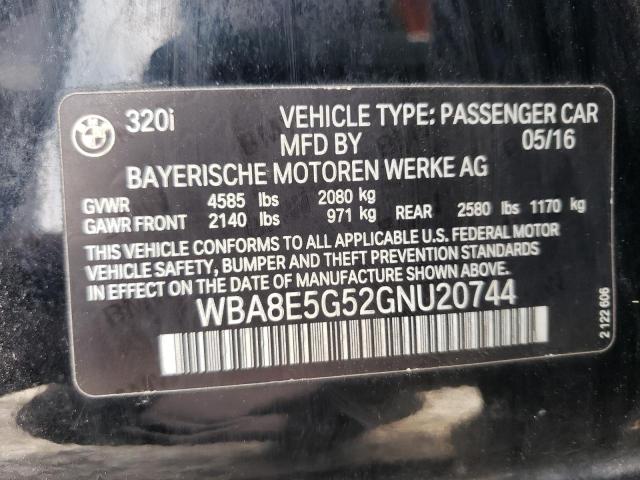 320i VEHICLE TYPE: PASSENGER CAR
MFD BY 05/16
BAYERISCHE MOTOREN WERKE AG
GVWR 4585 lbs 2080 kg
GAWR FRONT 2140 lbs 971 kg REAR 2580 lbs 1170 kg
THIS VEHICLE CONFORMS TO ALL APPLICABLE U.S. FEDERAL MOTOR
VEHICLE SAFETY, BUMPER AND THEFT PREVENTION STANDARDS
IN EFFECT ON THE DATE OF MANUFACTURE SHOWN ABOVE.
WBA8E5G52GNU20744
2 122 606